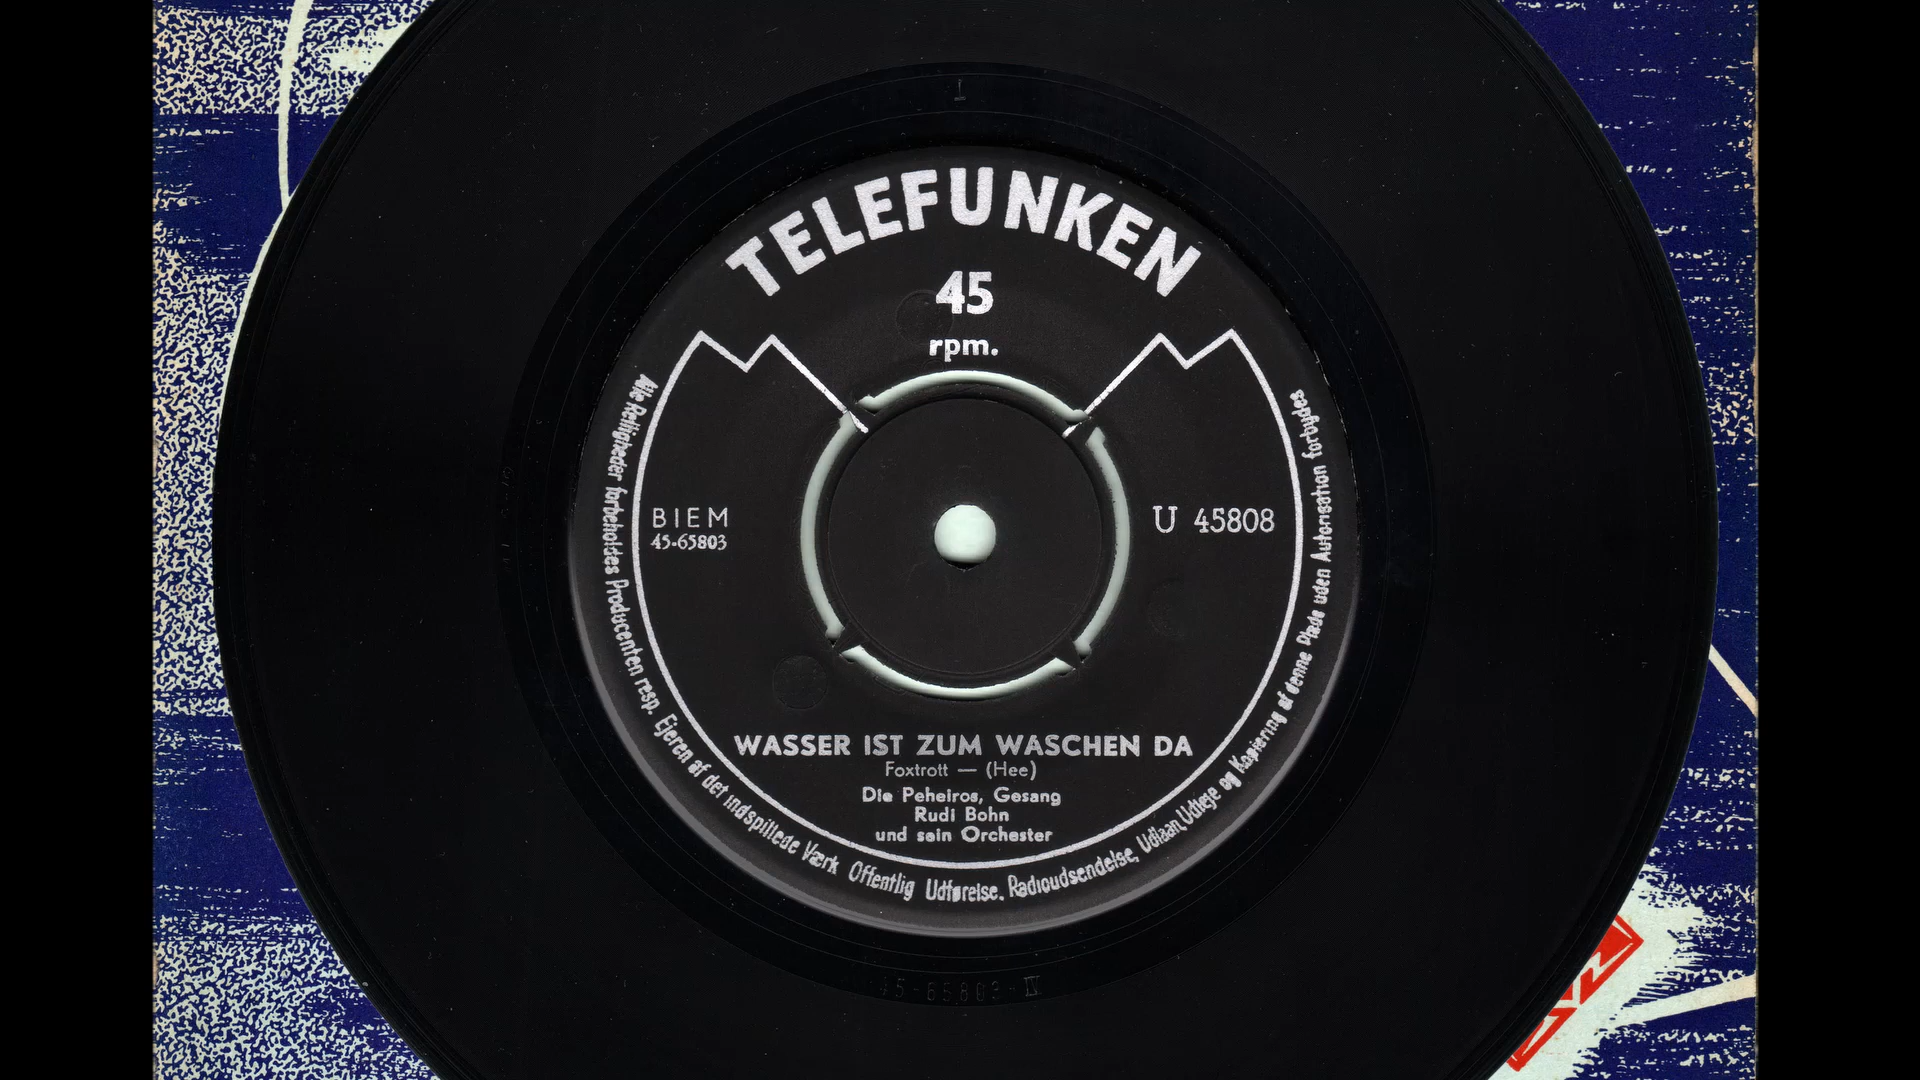 TELEFUNKEN
45
rpm.
BIEM
45-65803
U 45808
WASSER IST ZUM WASCHEN DA
Foxtrott — (Hee)
Die Peheiros, Gesang
Rudi Bohn
und sein Orchester
Alle Rettigheder forbeholdes Producenten resp. Ejeren af det indspillede Værk Offentlig Udførelse, Radioudsendelse, Udlaan, Udleje og Kopiering af denne Plade uden Autorisation forbydes
45-65803-IV